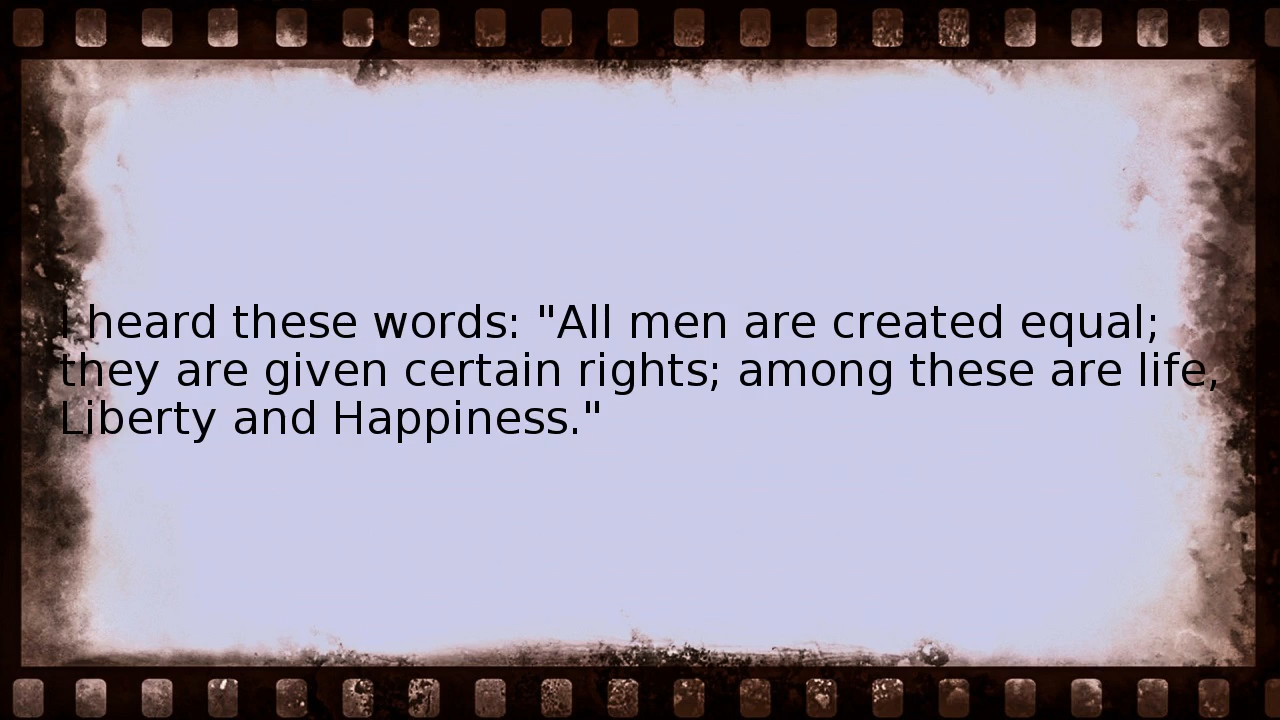 I heard these words: "All men are created equal;
they are given certain rights; among these are life,
Liberty and Happiness."